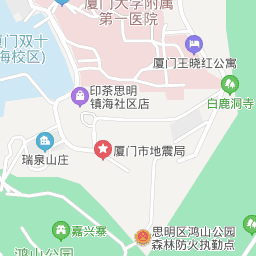 厦门大学附属
第一医院
厦门双十
海校区)
厦门王晓红公寓
印茶思明
镇海社区店
白鹿洞寺
厦门市地震局
瑞泉山庄
嘉兴寨
思明区鸿山公园
森林防火执勤点
鸿山公园